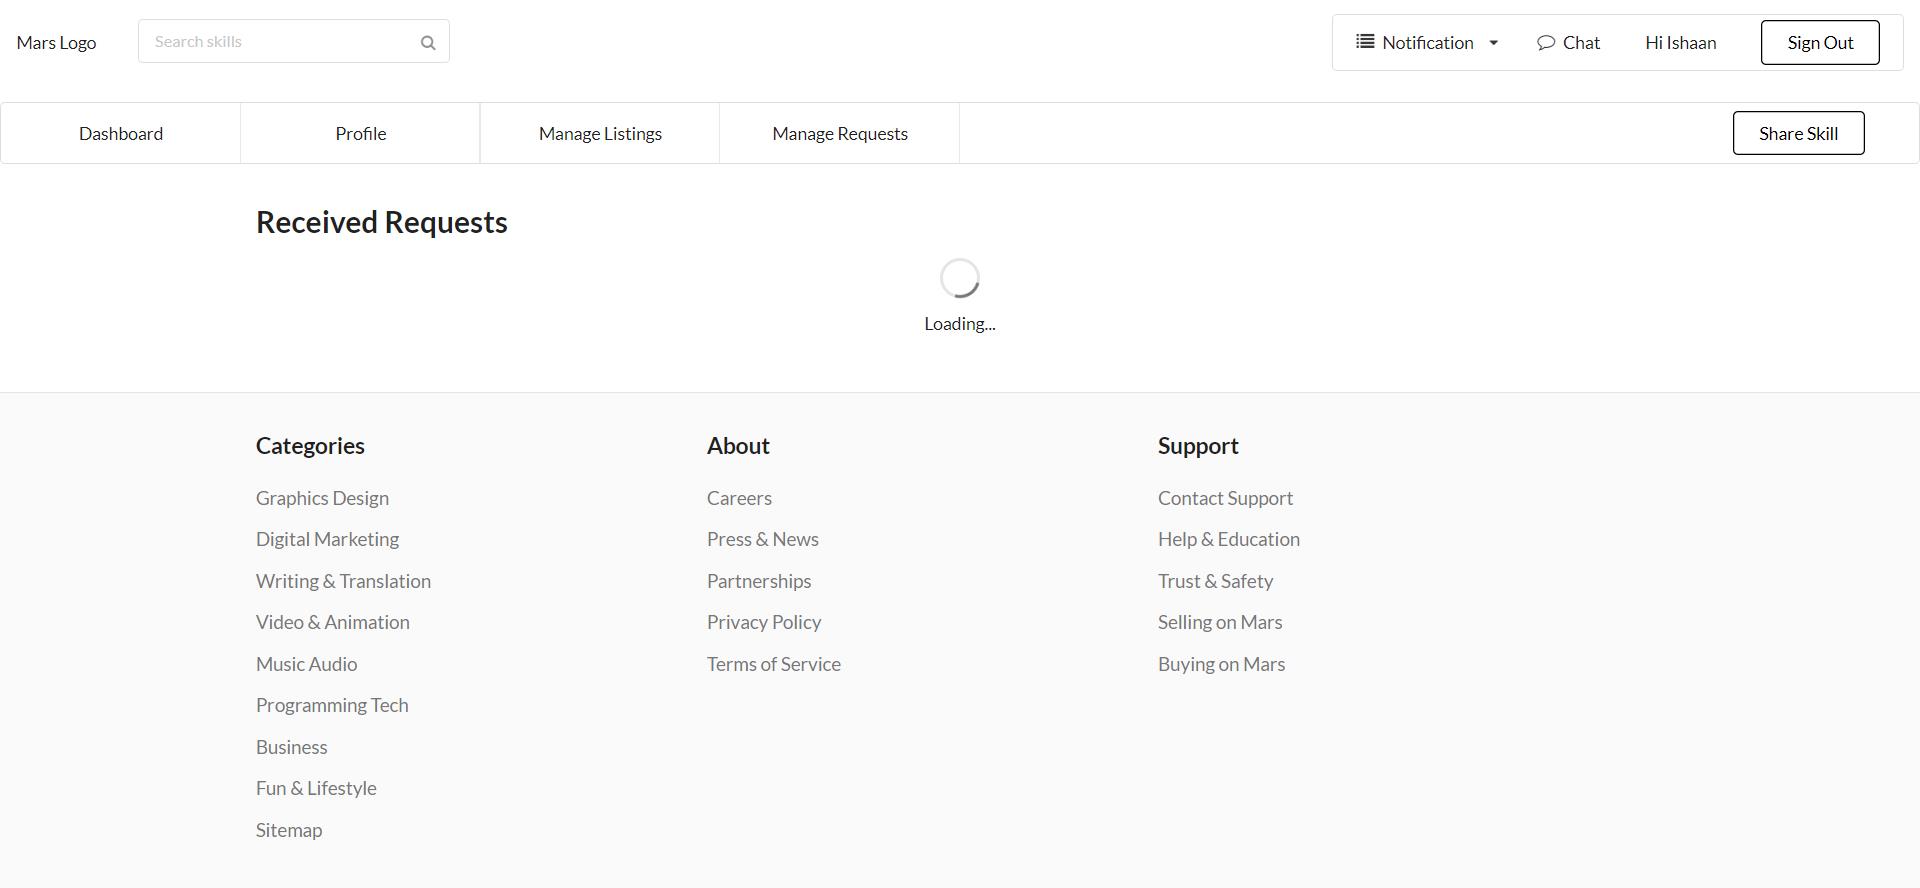 Mars Logo
Search skills
Notification
Chat
Hi Ishaan
Sign Out
Dashboard
Profile
Manage Listings
Manage Requests
Share Skill
Received Requests
Loading...
Categories
Graphics Design
Digital Marketing
Writing & Translation
Video & Animation
Music Audio
Programming Tech
Business
Fun & Lifestyle
Sitemap
About
Careers
Press & News
Partnerships
Privacy Policy
Terms of Service
Support
Contact Support
Help & Education
Trust & Safety
Selling on Mars
Buying on Mars